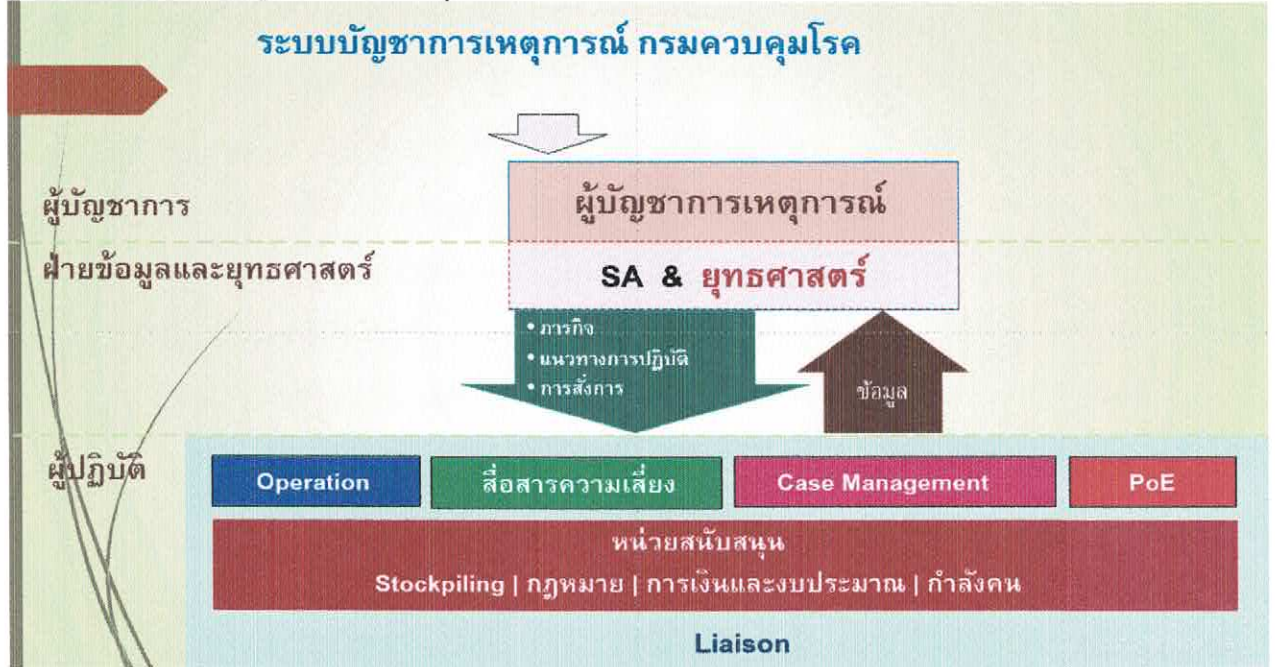 ระบบบัญชาการเหตุการณ์ กรมควบคุมโรค
ผู้บัญชาการ
ผู้บัญชาการเหตุการณ์
ฝ่ายข้อมูลและยุทธศาสตร์
SA & ยุทธศาสตร์
• ภารกิจ
• แนวทางการปฏิบัติ
• การสั่งการ
ข้อมูล
ผู้ปฏิบัติ
Operation
สื่อสารความเสี่ยง
Case Management
PoE
หน่วยสนับสนุน
Stockpiling | กฎหมาย | การเงินและงบประมาณ | กำลังคน
Liaison